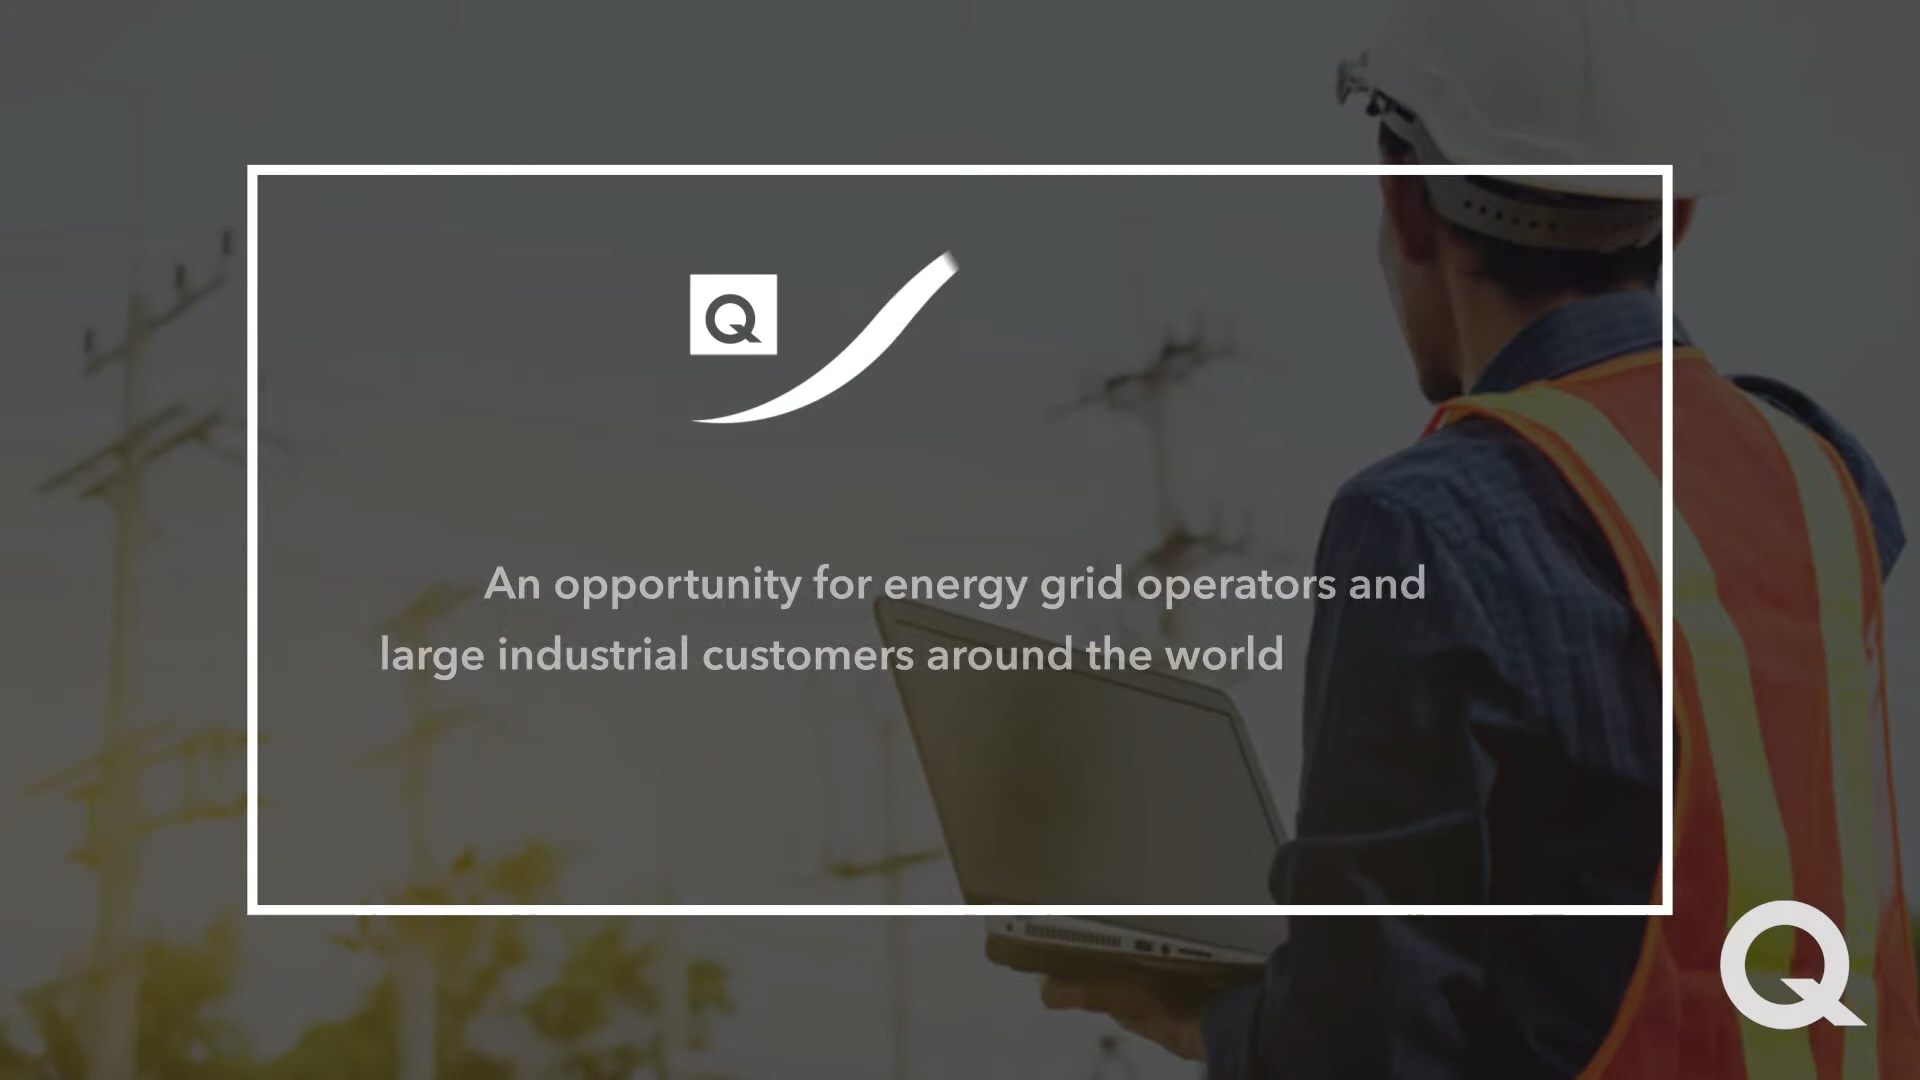 Q
An opportunity for energy grid operators and
large industrial customers around the world
Q